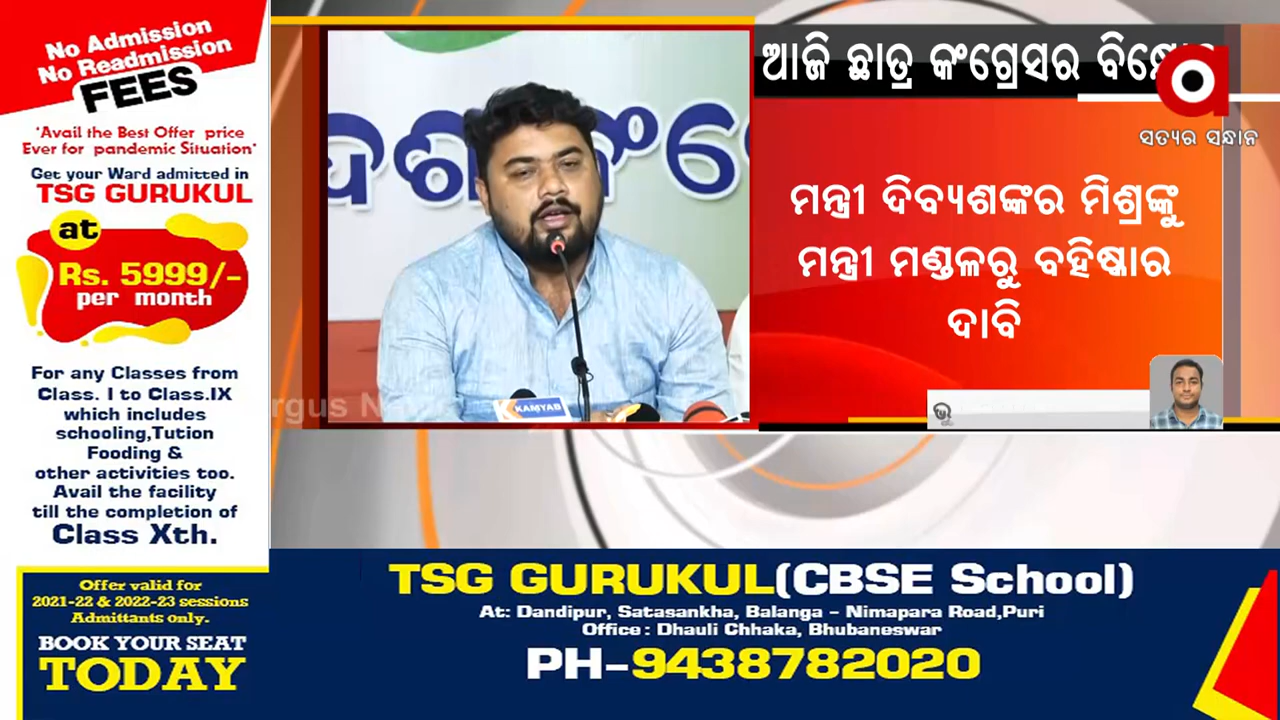 No Admission
No Readmission
FEES
'Avail the Best Offer price
Ever for pandemic Situation'
Get your Ward admitted in
TSG GURUKUL
at
Rs. 5999/-
per month
For any Classes from
Class. I to Class.IX
which includes
schooling,Tution
Fooding &
other activities too.
Avail the facility
till the completion of
Class Xth.
Offer valid for
2021-22 & 2022-23 sessions
Admittants only.
BOOK YOUR SEAT
TODAY
KAMYAB
ଆଜି ଛାତ୍ର କଂଗ୍ରେସର
ସତ୍ୟର ସନ୍ଧାନ
ମନ୍ତ୍ରୀ ଦିବ୍ୟଶଙ୍କର ମିଶ୍ରଙ୍କୁ
ମନ୍ତ୍ରୀ ମଣ୍ଡଳରୁ ବହିଷ୍କାର
ଦାବି
TSG GURUKUL(CBSE School)
At: Dandipur, Satasankha, Balanga - Nimapara Road,Puri
Office : Dhauli Chhaka, Bhubaneswar
PH-9438782020